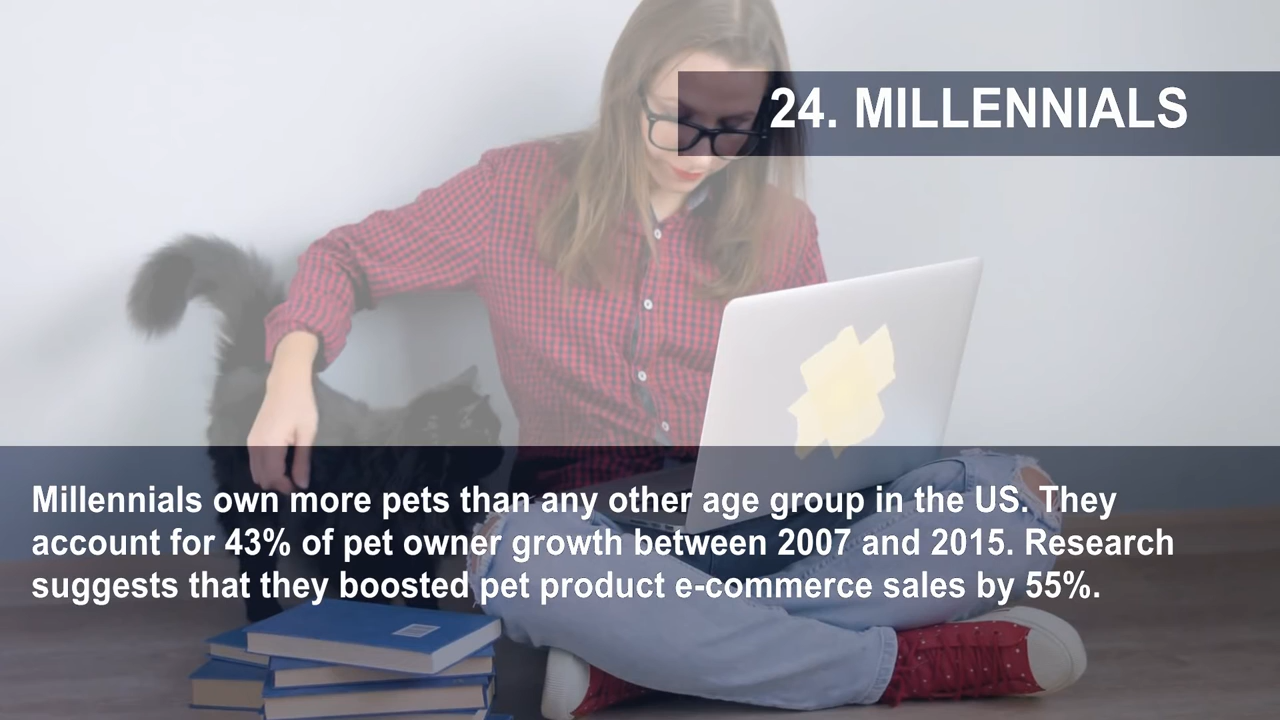 24. MILLENNIALS
Millennials own more pets than any other age group in the US. They
account for 43% of pet owner growth between 2007 and 2015. Research
suggests that they boosted pet product e-commerce sales by 55%.